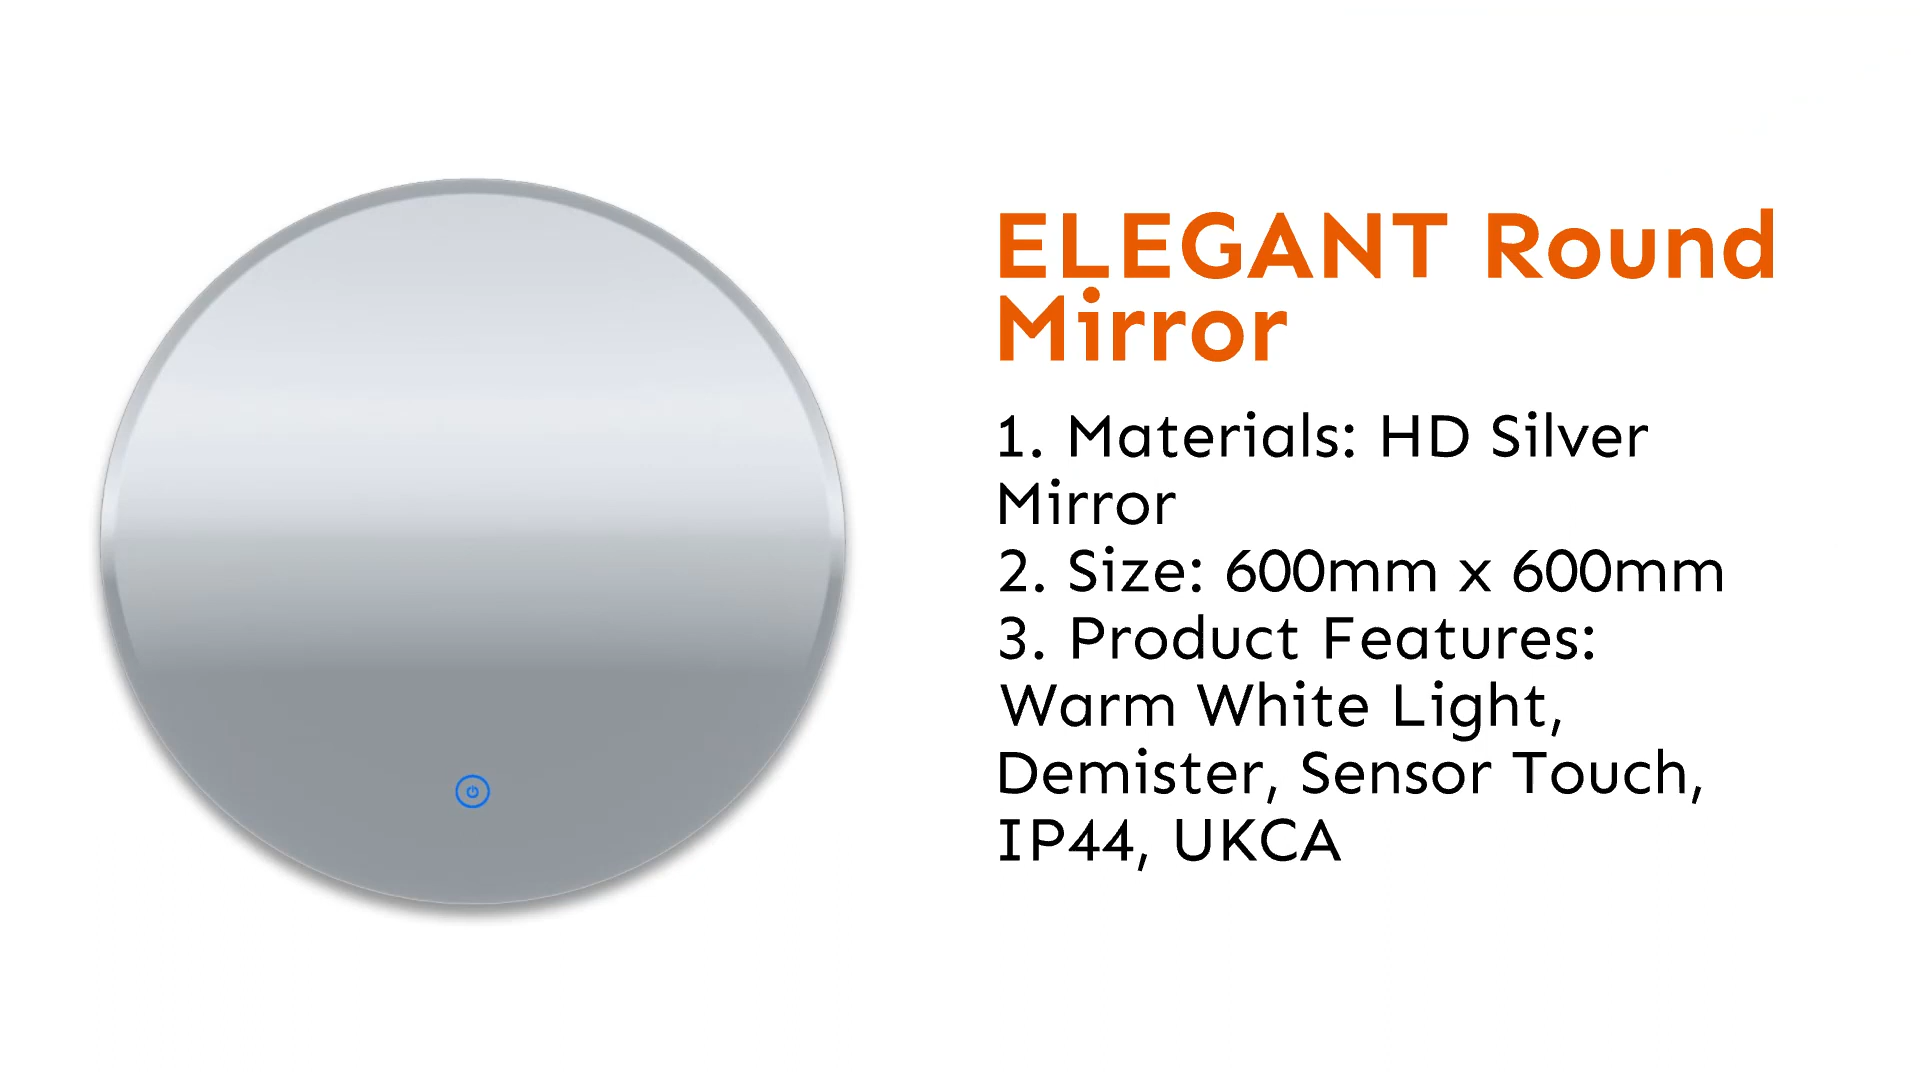 ELEGANT Round
Mirror
1. Materials: HD Silver
Mirror
2. Size: 600mm x 600mm
3. Product Features:
Warm White Light,
Demister, Sensor Touch,
IP44, UKCA